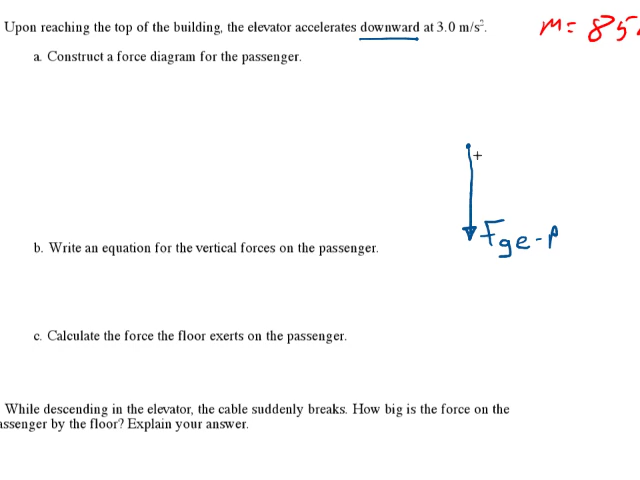 Upon reaching the top of the building, the elevator accelerates downward at 3.0 m/s².
m = 85
a. Construct a force diagram for the passenger.
Fge-p
b. Write an equation for the vertical forces on the passenger.
c. Calculate the force the floor exerts on the passenger.
While descending in the elevator, the cable suddenly breaks. How big is the force on the
assenger by the floor? Explain your answer.